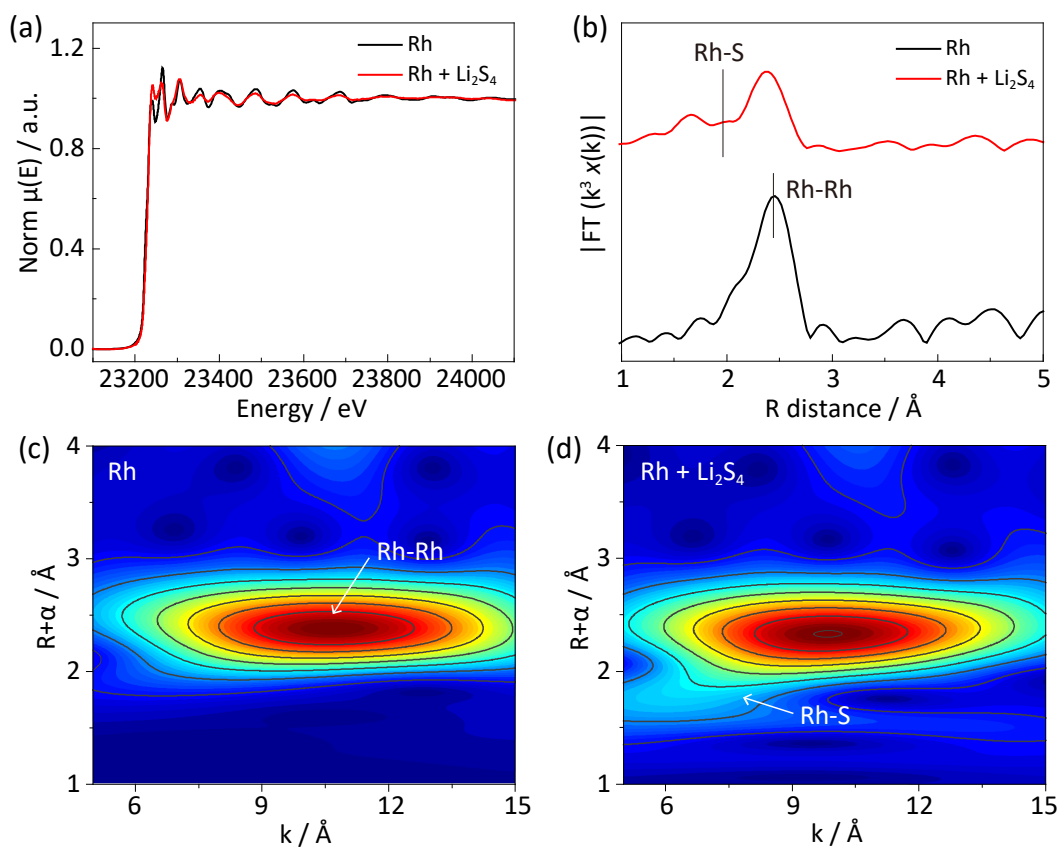 (a)
Rh
Rh + Li₂S₄
1.2
0.8
0.4
0.0
Norm μ(E) / a.u.
23200 23400 23600 23800 24000
Energy / eV
(b)
Rh
Rh + Li₂S₄
Rh-S
Rh-Rh
|FT (k³ x(k))|
1 2 3 4 5
R distance / Å
(c)
Rh
Rh-Rh
4
3
2
1
R+α / Å
6 9 12 15
k / Å
(d)
Rh + Li₂S₄
Rh-S
4
3
2
1
R+α / Å
6 9 12 15
k / Å